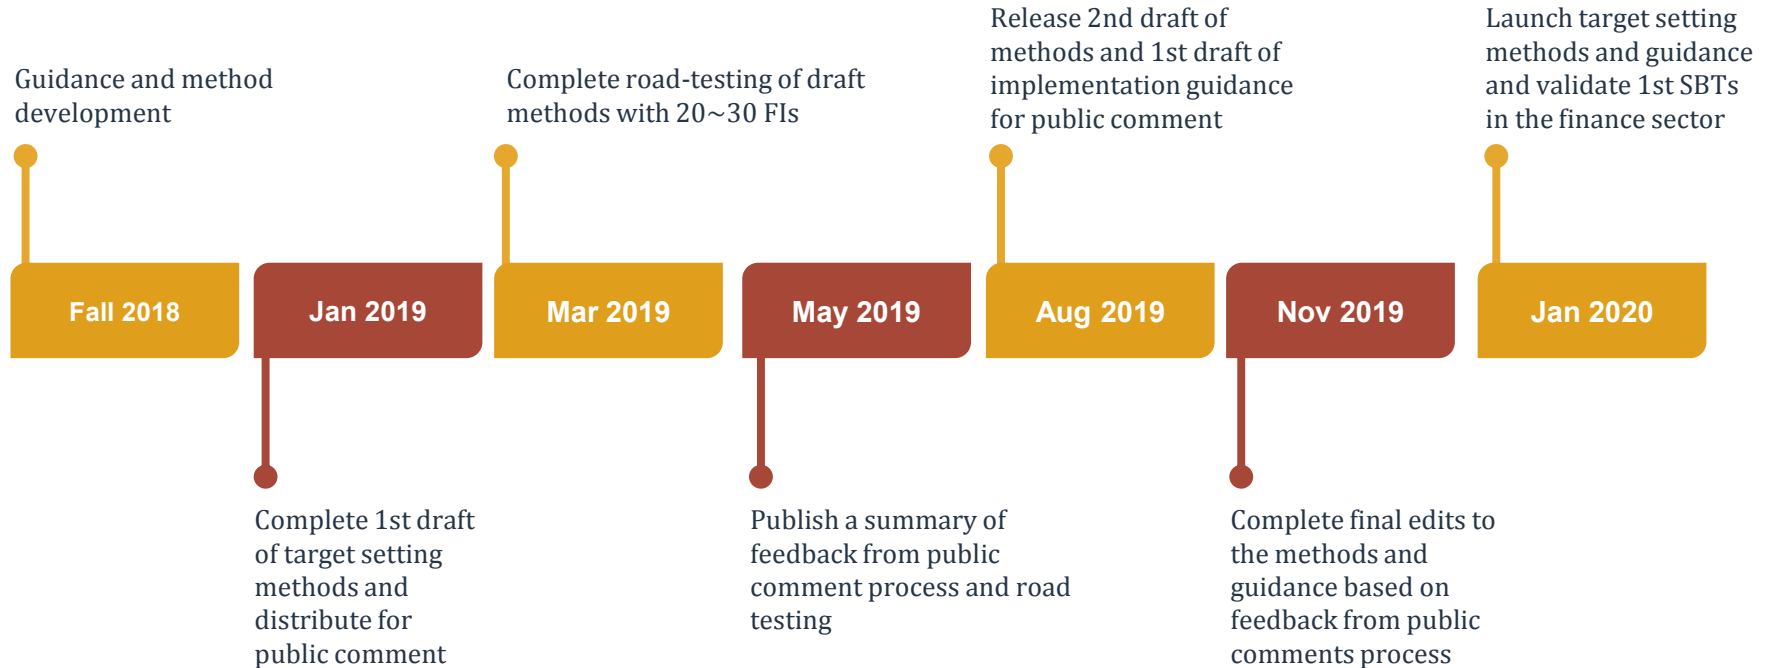 Guidance and method
development
Complete road-testing of draft
methods with 20~30 FIs
Release 2nd draft of
methods and 1st draft of
implementation guidance
for public comment
Launch target setting
methods and guidance
and validate 1st SBTs
in the finance sector
Fall 2018
Jan 2019
Mar 2019
May 2019
Aug 2019
Nov 2019
Jan 2020
Complete 1st draft
of target setting
methods and
distribute for
public comment
Publish a summary of
feedback from public
comment process and road
testing
Complete final edits to
the methods and
guidance based on
feedback from public
comments process